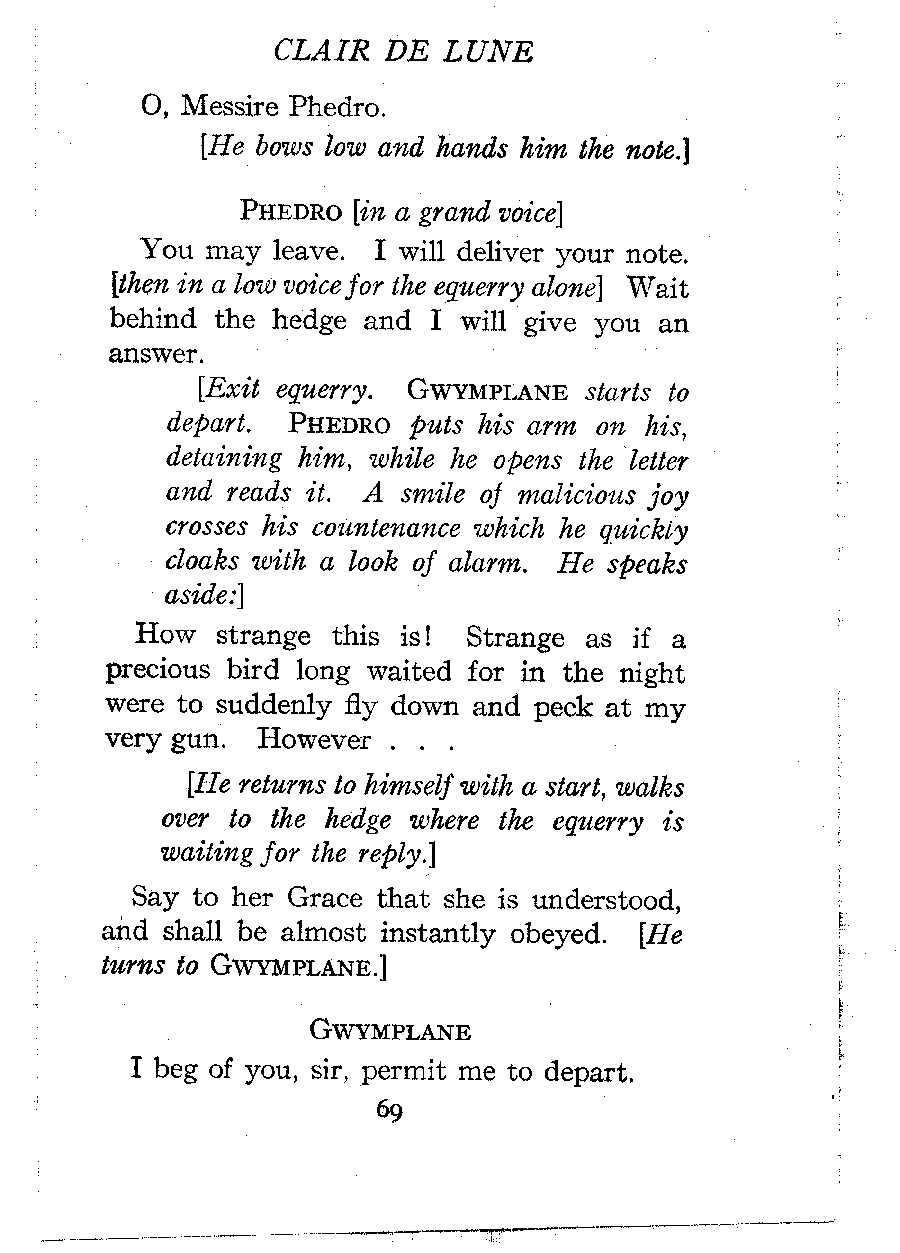 CLAIR DE LUNE
O, Messire Phedro.
[He bows low and hands him the note.]
PHEDRO [in a grand voice]
You may leave. I will deliver your note.
[then in a low voice for the equerry alone] Wait
behind the hedge and I will give you an
answer.
[Exit equerry. GWYMPLANE starts to
depart. PHEDRO puts his arm on his,
detaining him, while he opens the letter
and reads it. A smile of malicious joy
crosses his countenance which he quickly
cloaks with a look of alarm. He speaks
aside:]
How strange this is! Strange as if a
precious bird long waited for in the night
were to suddenly fly down and peck at my
very gun. However . . .
[He returns to himself with a start, walks
over to the hedge where the equerry is
waiting for the reply.]
Say to her Grace that she is understood,
and shall be almost instantly obeyed. [He
turns to GWYMPLANE.]
GWYMPLANE
I beg of you, sir, permit me to depart.
69